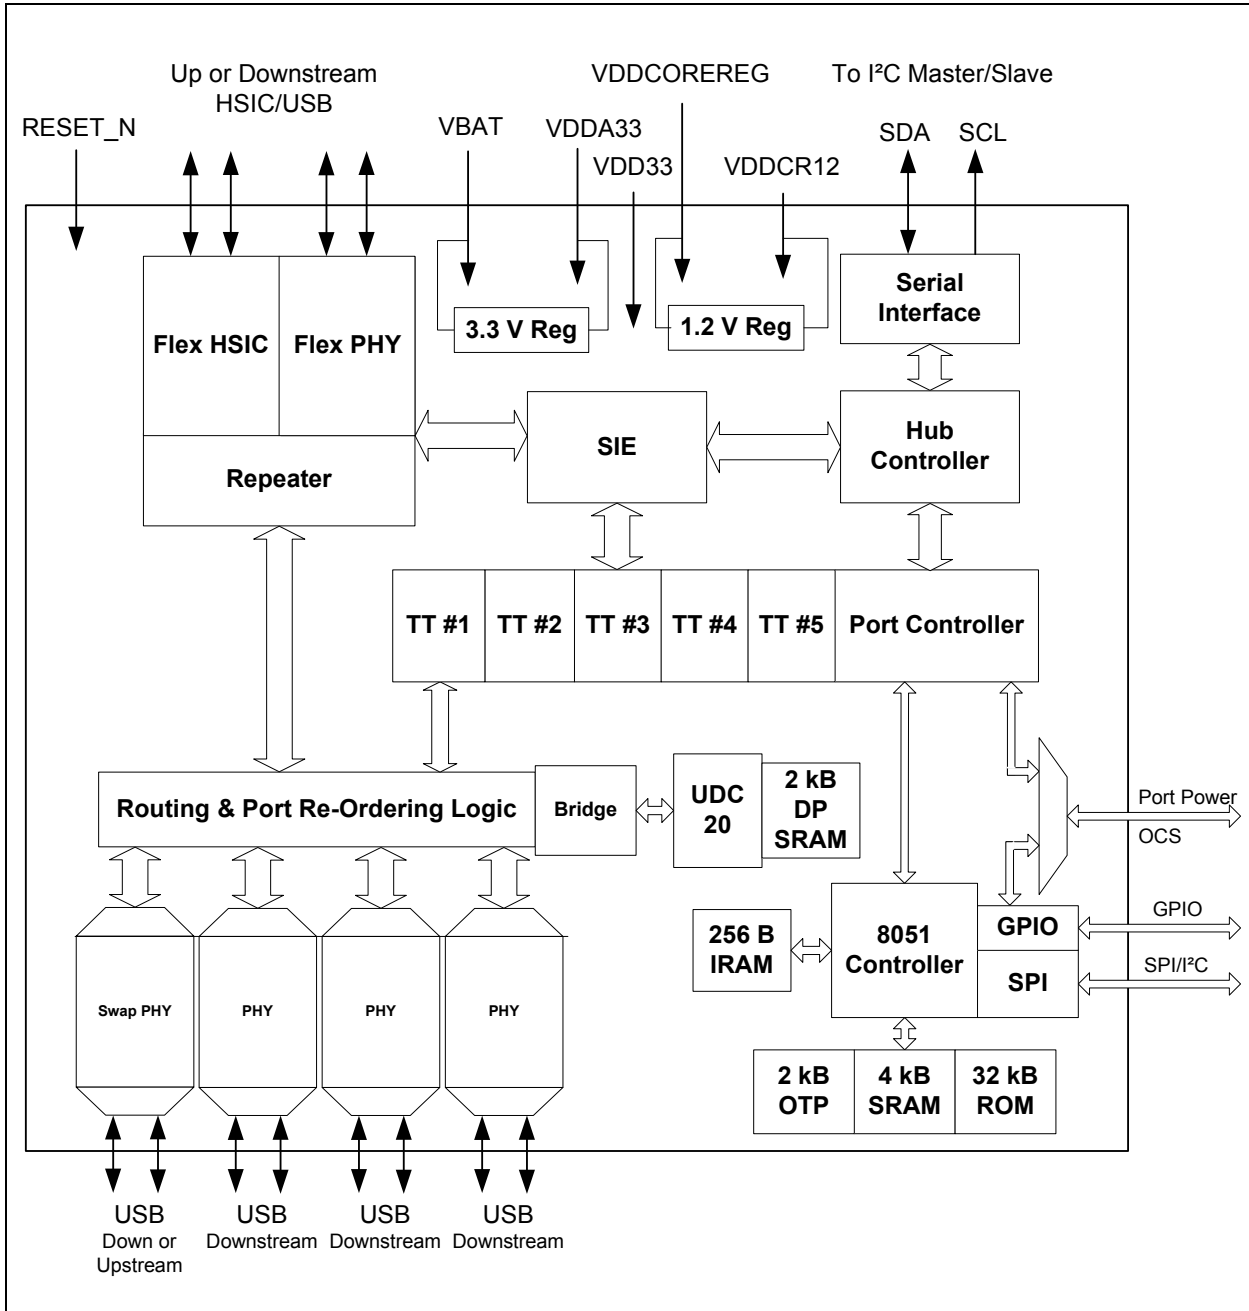 Up or Downstream
HSIC/USB
VDDCOREREG
To I²C Master/Slave
RESET_N
VBAT
VDDA33
VDD33
VDDCR12
SDA
SCL
Flex HSIC
Flex PHY
3.3 V Reg
1.2 V Reg
Serial
Interface
Repeater
SIE
Hub
Controller
TT #1
TT #2
TT #3
TT #4
TT #5
Port Controller
Routing & Port Re-Ordering Logic
Bridge
UDC
20
2 kB
DP
SRAM
Port Power
OCS
256 B
IRAM
8051
Controller
GPIO
GPIO
SPI
SPI/I²C
Swap PHY
PHY
PHY
PHY
2 kB
OTP
4 kB
SRAM
32 kB
ROM
USB
Down or
Upstream
USB
Downstream
USB
Downstream
USB
Downstream